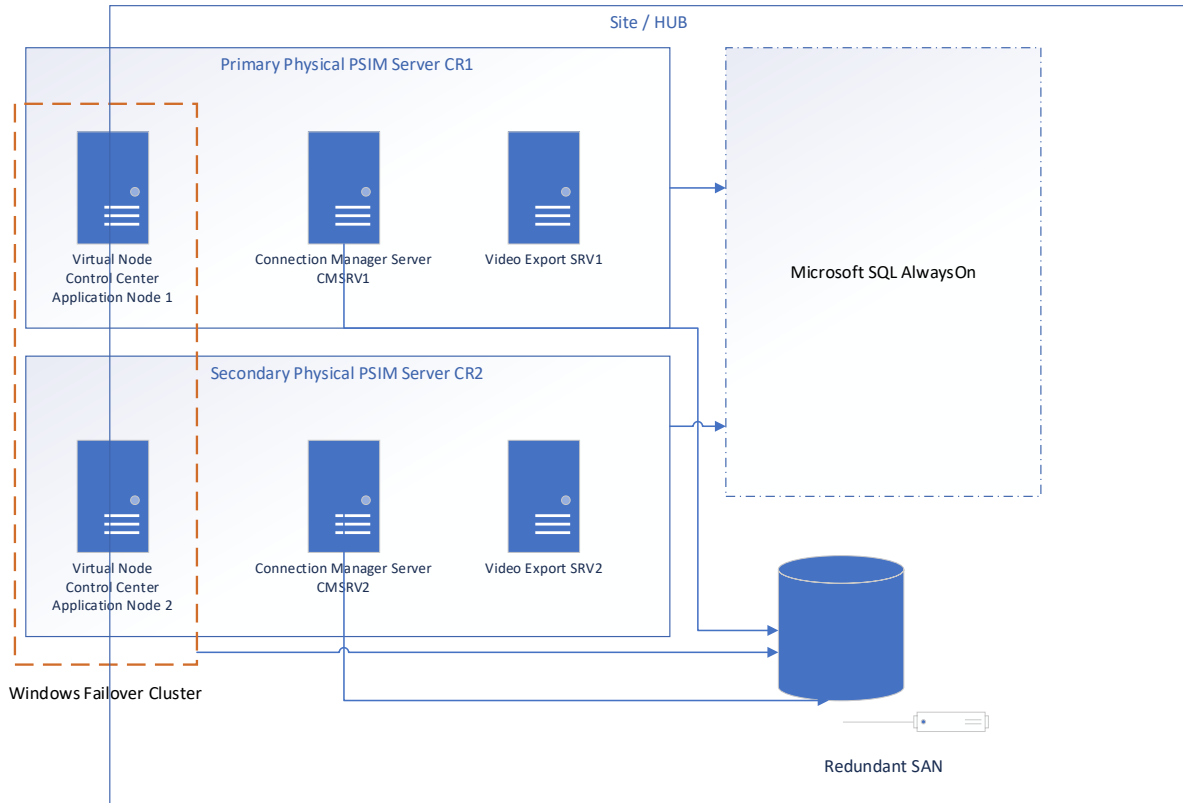 Site / HUB
Primary Physical PSIM Server CR1
Virtual Node
Control Center
Application Node 1
Connection Manager Server
CMSRV1
Video Export SRV1
Microsoft SQL AlwaysOn
Secondary Physical PSIM Server CR2
Virtual Node
Control Center
Application Node 2
Connection Manager Server
CMSRV2
Video Export SRV2
Windows Failover Cluster
Redundant SAN